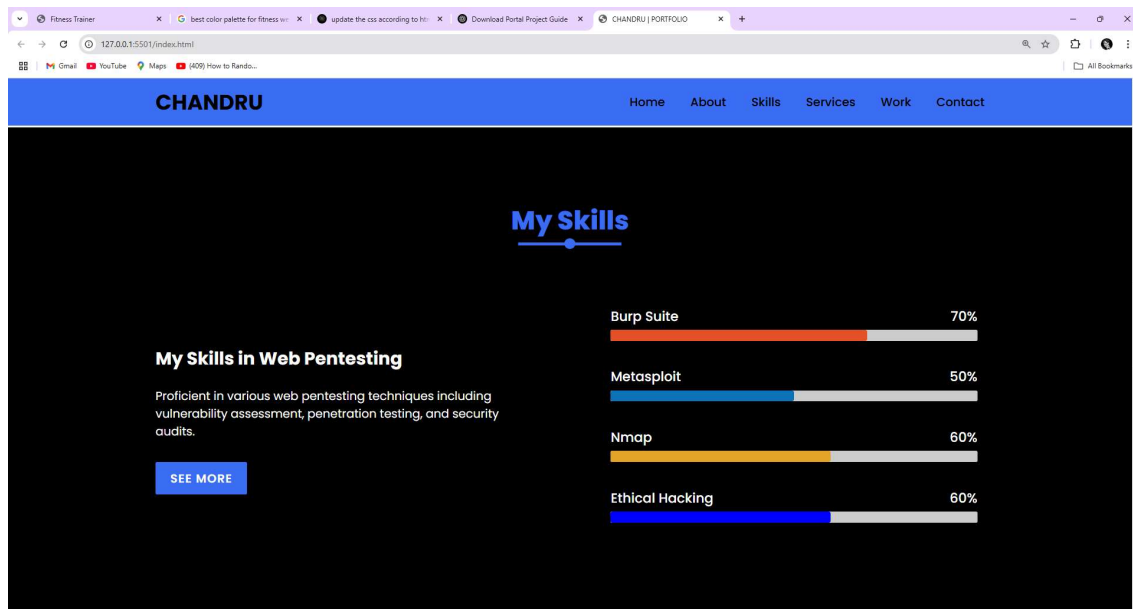 Fitness Trainer
best color palette for fitness we
update the css according to htm
Download Portal Project Guide
CHANDRU | PORTFOLIO
127.0.0.1:5501/index.html
Gmail
YouTube
Maps
(409) How to Rando...
All Bookmarks
CHANDRU
Home About Skills Services Work Contact
My Skills
My Skills in Web Pentesting
Proficient in various web pentesting techniques including
vulnerability assessment, penetration testing, and security
audits.
SEE MORE
Burp Suite 70%
Metasploit 50%
Nmap 60%
Ethical Hacking 60%